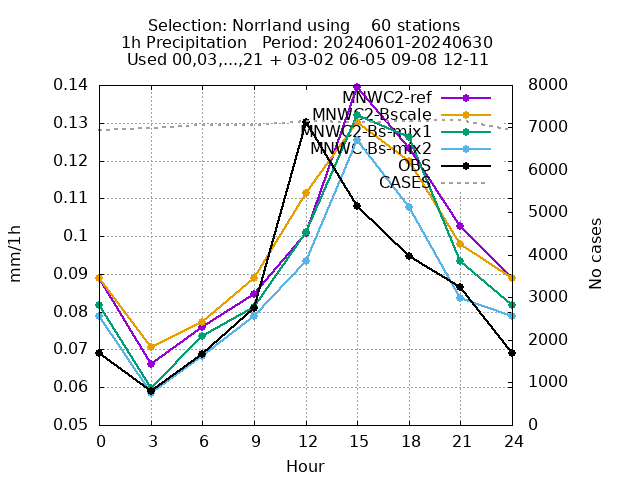 Selection: Norrland using    60 stations
1h Precipitation   Period: 20240601-20240630
Used 00,03,...,21 + 03-02 06-05 09-08 12-11
MNWC2-ref
MNWC2-Bscale
MNWC2-Bs-mix1
MNWC-Bs-mix2
OBS
CASES
mm/1h
0.14
0.13
0.12
0.11
0.1
0.09
0.08
0.07
0.06
0.05
8000
7000
6000
5000
4000
3000
2000
1000
0
No cases
0 3 6 9 12 15 18 21 24
Hour